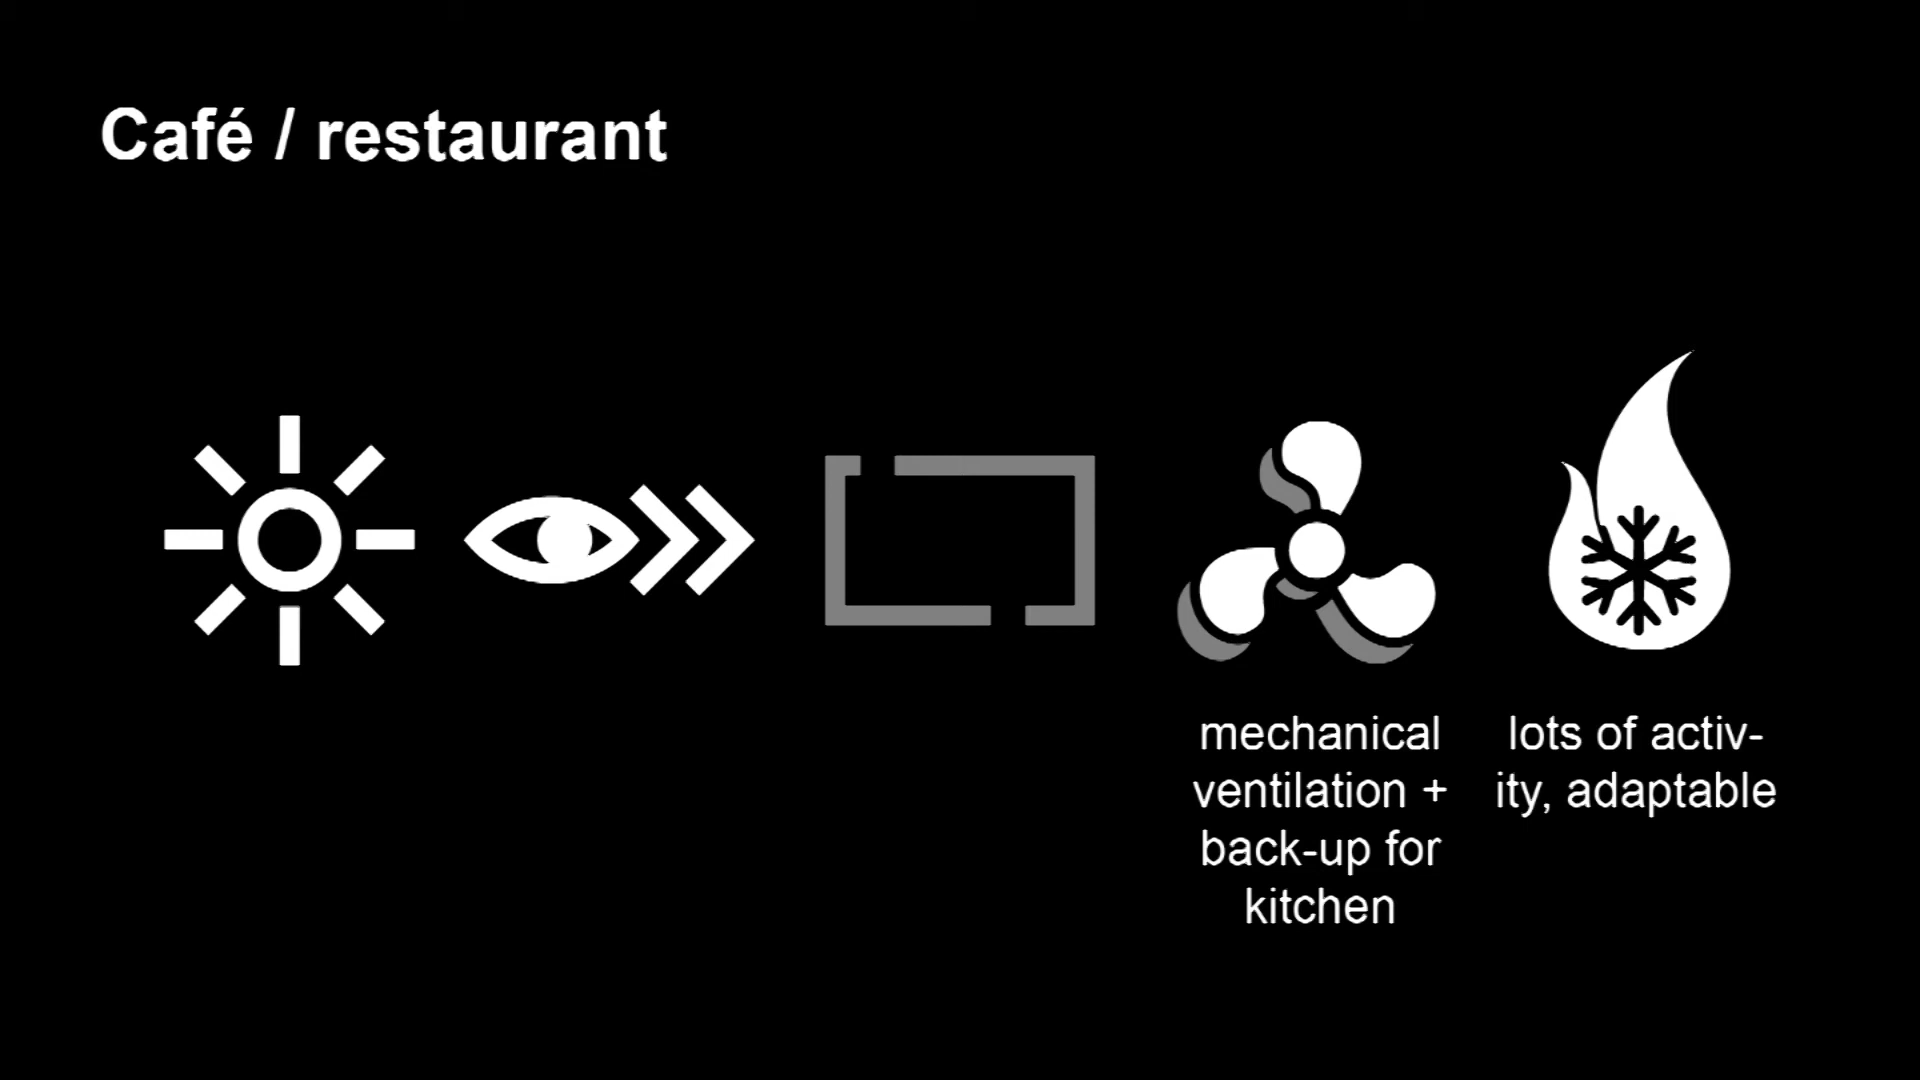 Café / restaurant
mechanical
ventilation +
back-up for
kitchen
lots of activ-
ity, adaptable